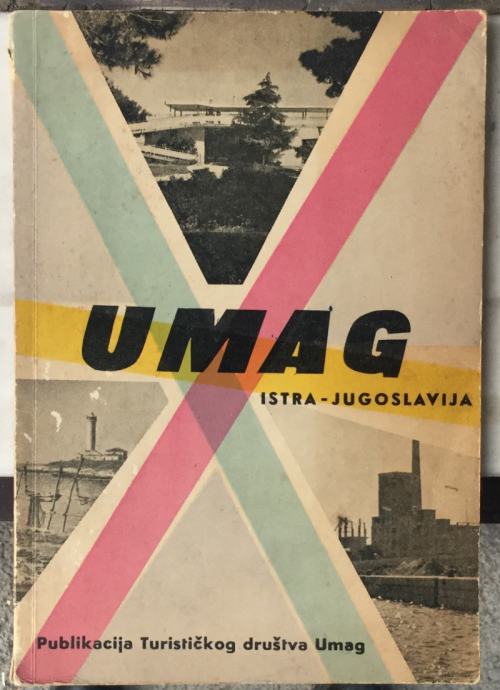 UMAG
ISTRA-JUGOSLAVIJA
Publikacija Turističkog društva Umag